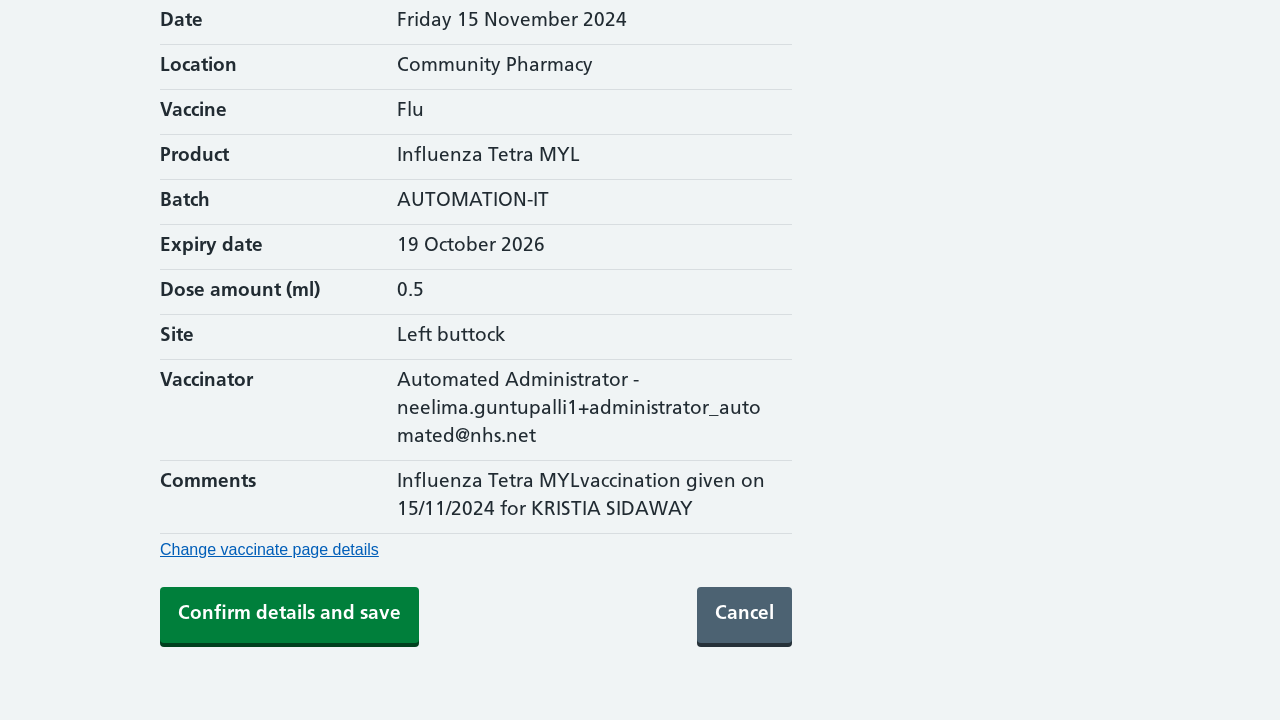 Date Friday 15 November 2024
Location Community Pharmacy
Vaccine Flu
Product Influenza Tetra MYL
Batch AUTOMATION-IT
Expiry date 19 October 2026
Dose amount (ml) 0.5
Site Left buttock
Vaccinator Automated Administrator -
neelima.guntupalli1+administrator_auto
mated@nhs.net
Comments Influenza Tetra MYLvaccination given on
15/11/2024 for KRISTIA SIDAWAY
Change vaccinate page details
Confirm details and save Cancel